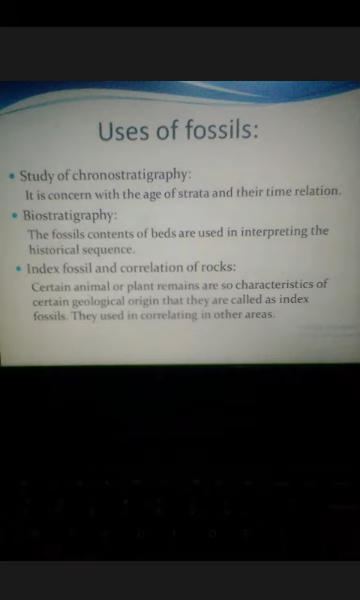 Uses of fossils:
• Study of chronostratigraphy:
It is concern with the age of strata and their time relation.
• Biostratigraphy:
The fossils contents of beds are used in interpreting the
historical sequence.
• Index fossil and correlation of rocks:
Certain animal or plant remains are so characteristics of
certain geological origin that they are called as index
fossils. They used in correlating in other areas.